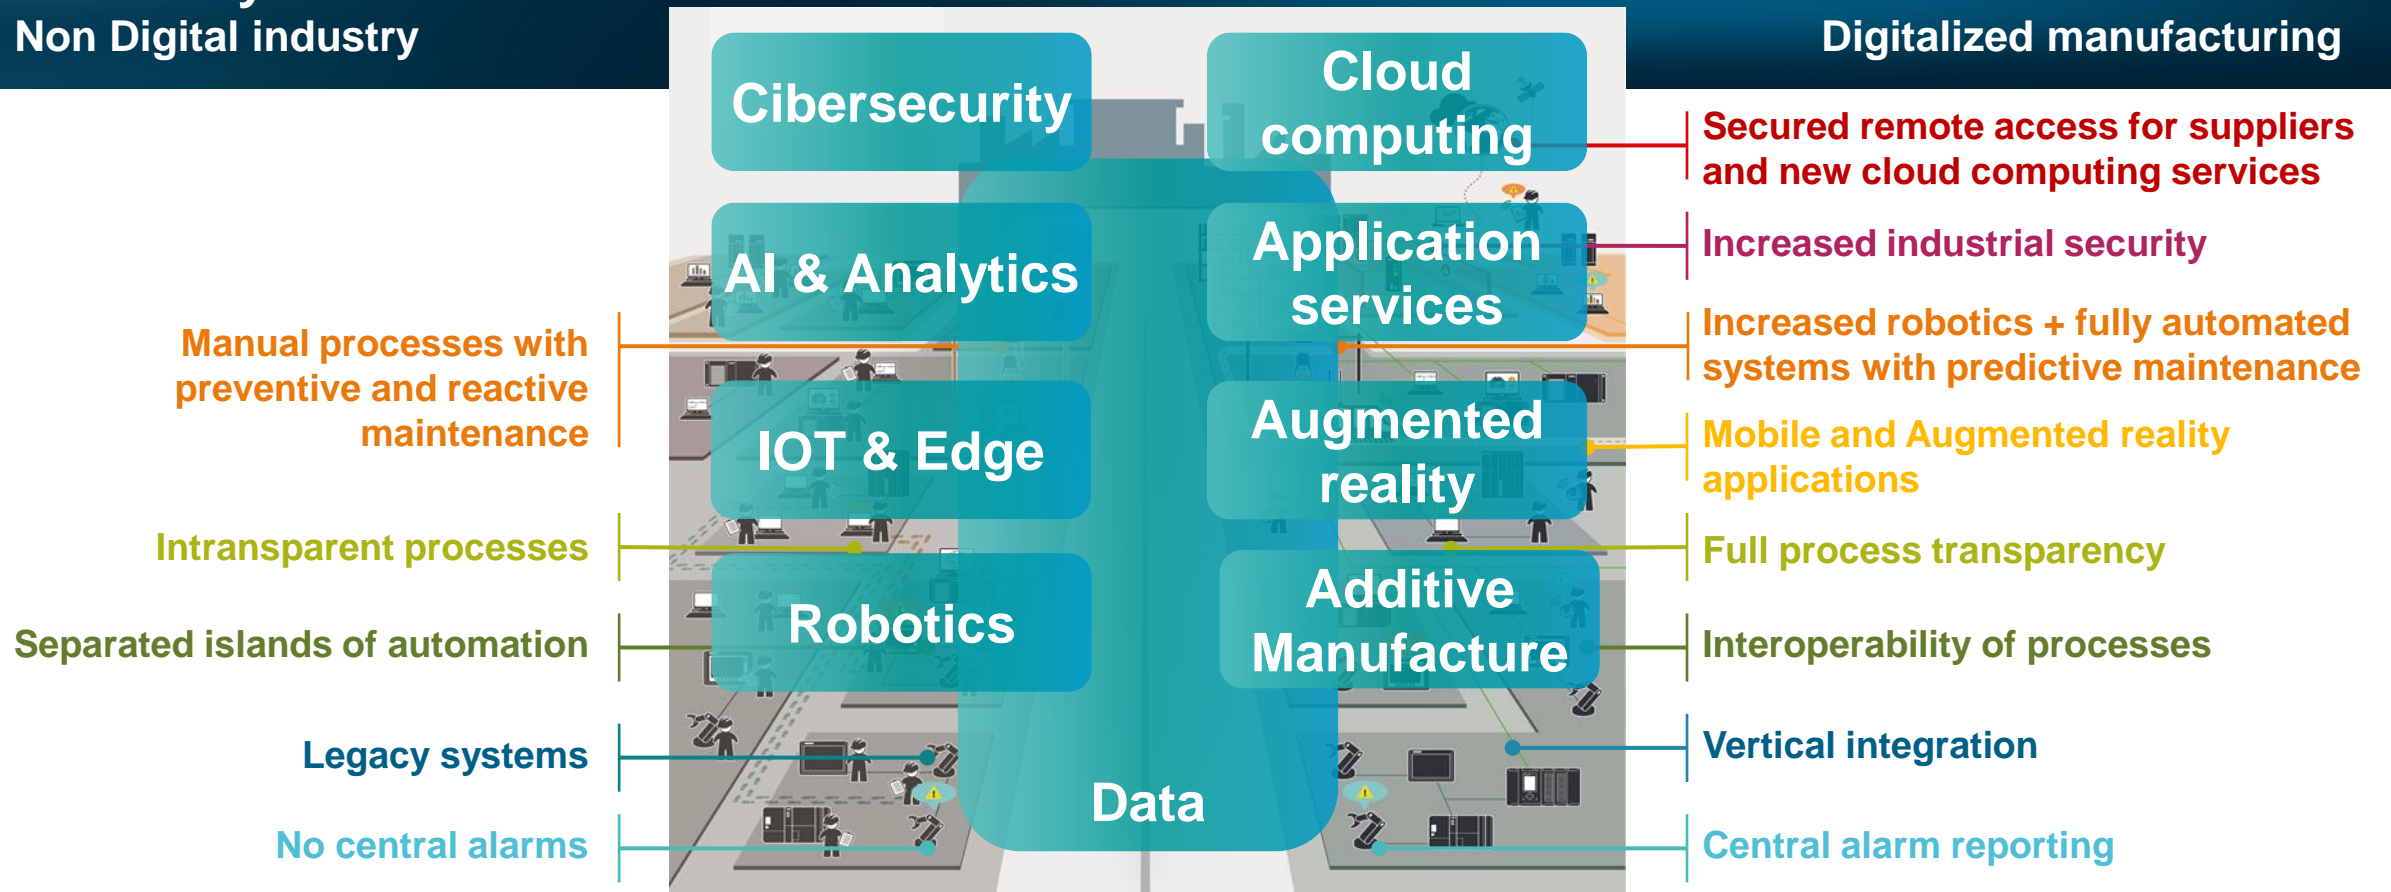 Non Digital industry
Digitalized manufacturing
Cibersecurity
Cloud
computing
AI & Analytics
Application
services
IOT & Edge
Augmented
reality
Robotics
Additive
Manufacture
Data
Manual processes with
preventive and reactive
maintenance
Intransparent processes
Separated islands of automation
Legacy systems
No central alarms
Secured remote access for suppliers
and new cloud computing services
Increased industrial security
Increased robotics + fully automated
systems with predictive maintenance
Mobile and Augmented reality
applications
Full process transparency
Interoperability of processes
Vertical integration
Central alarm reporting